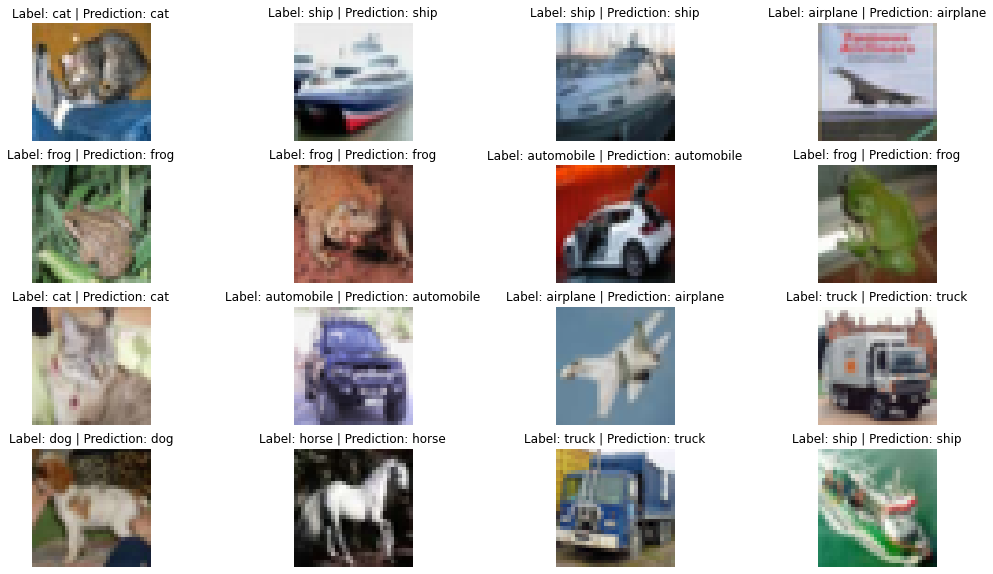 Label: cat | Prediction: cat
Label: ship | Prediction: ship
Label: ship | Prediction: ship
Label: airplane | Prediction: airplane
Label: frog | Prediction: frog
Label: frog | Prediction: frog
Label: automobile | Prediction: automobile
Label: frog | Prediction: frog
Label: cat | Prediction: cat
Label: automobile | Prediction: automobile
Label: airplane | Prediction: airplane
Label: truck | Prediction: truck
Label: dog | Prediction: dog
Label: horse | Prediction: horse
Label: truck | Prediction: truck
Label: ship | Prediction: ship